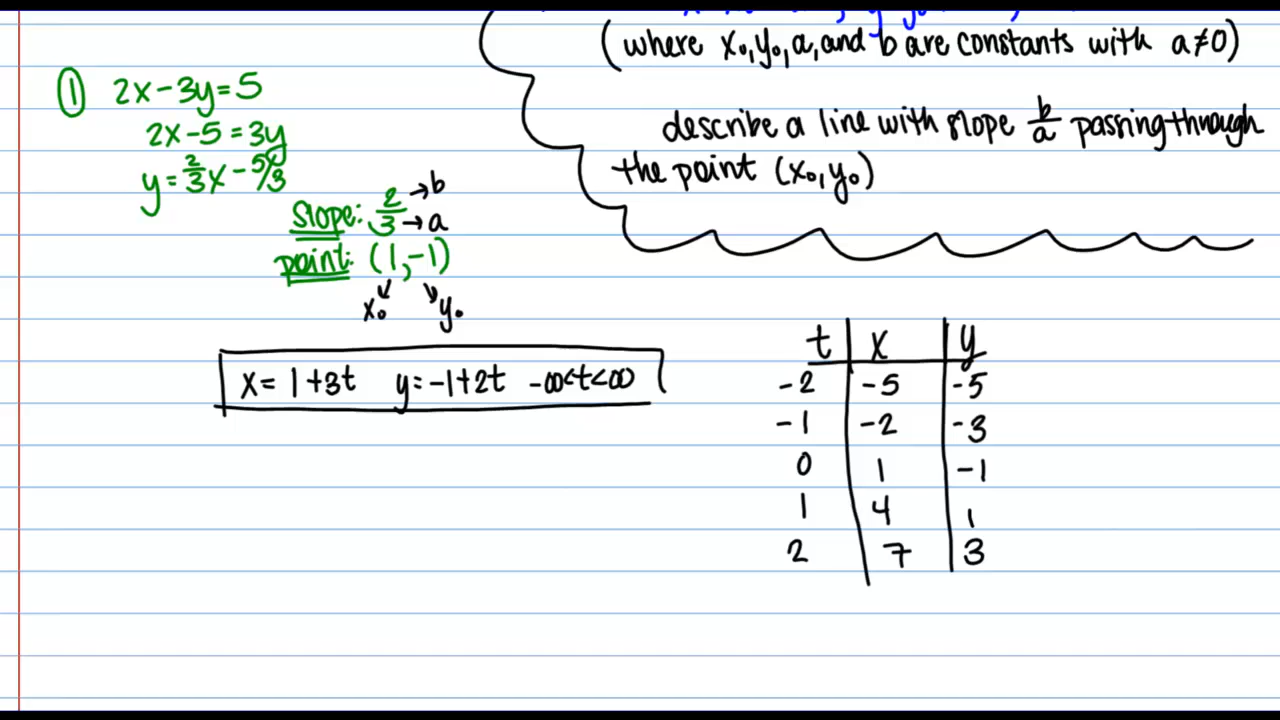 (where x₀, y₀, a, and b are constants with a≠0)
describe a line with slope b/a passing through
the point (x₀, y₀)
① 2x-3y=5
2x-5=3y
y=2/3x-5/3
slope: 2/3 →b →a
point: (1,-1)
x₀ y₀
x=1+3t y=-1+2t -∞<t<∞
t x y
-2 -5 -5
-1 -2 -3
0 1 -1
1 4 1
2 7 3